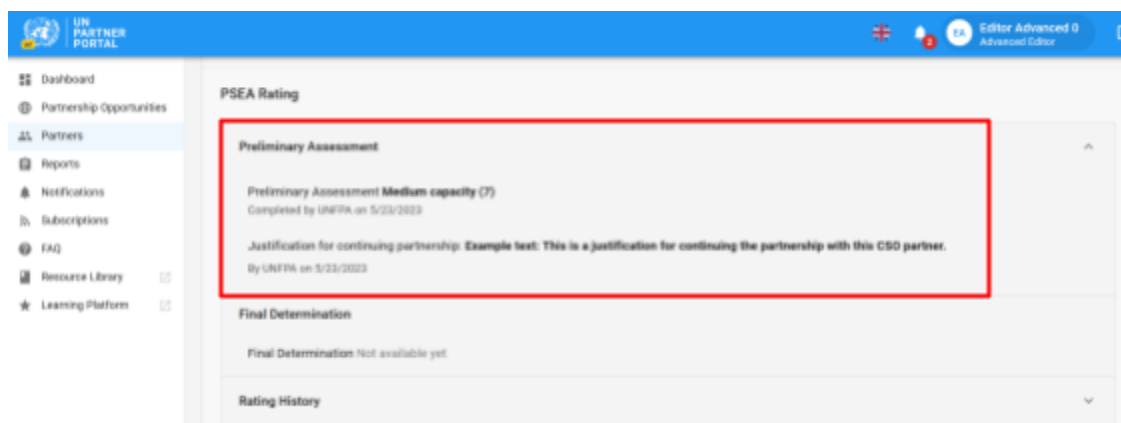 UN
PARTNER
PORTAL
EA
Editor Advanced 0
Advanced Editor
Dashboard
Partnership Opportunities
Partners
Reports
Notifications
Subscriptions
FAQ
Resource Library
Learning Platform
PSEA Rating
Preliminary Assessment
Preliminary Assessment Medium capacity (7)
Completed by UNFPA on 5/23/2023
Justification for continuing partnership: Example text: This is a justification for continuing the partnership with this CSO partner.
By UNFPA on 5/23/2023
Final Determination
Final Determination Not available yet
Rating History